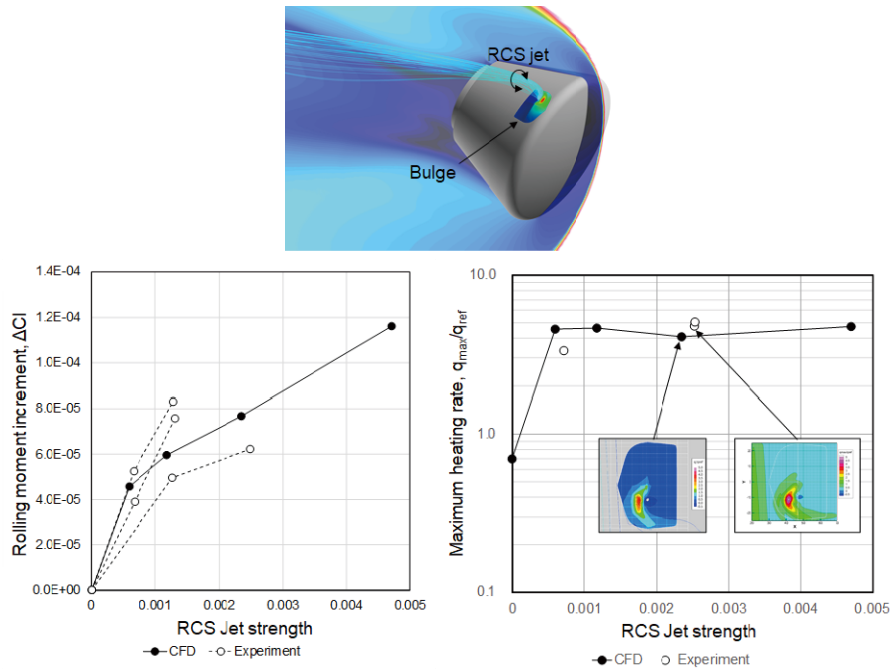 RCS jet
Bulge
Rolling moment increment, ΔCl
1.4E-04
1.2E-04
1.0E-04
8.0E-05
6.0E-05
4.0E-05
2.0E-05
0.0E+00
0 0.001 0.002 0.003 0.004 0.005
RCS Jet strength
CFD Experiment
Maximum heating rate, qmax/qref
10.0
1.0
0.1
0 0.001 0.002 0.003 0.004 0.005
RCS Jet strength
CFD Experiment